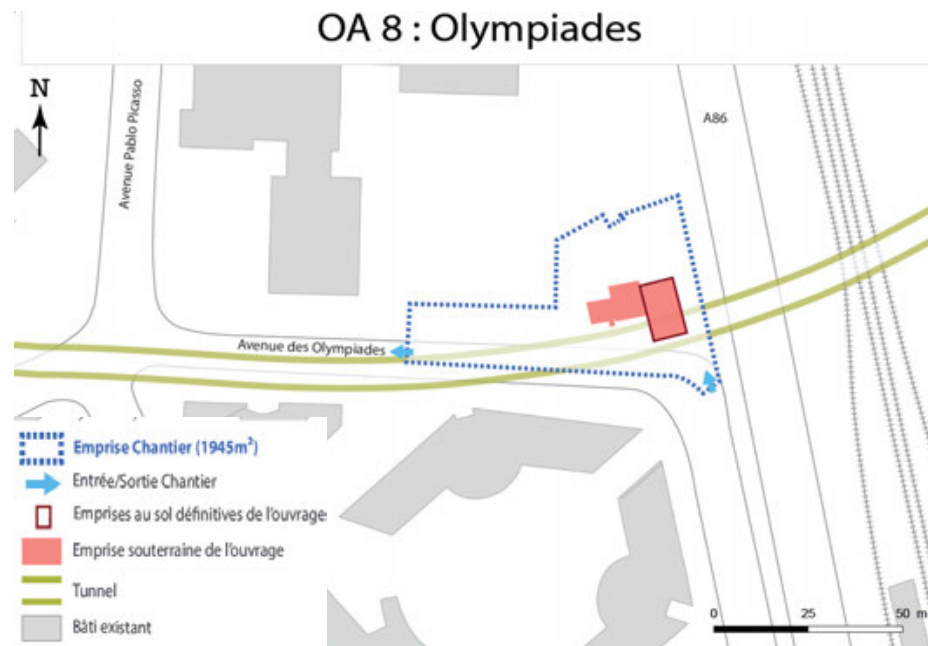 OA 8 : Olympiades
N
A86
Avenue Pablo Picasso
Avenue des Olympiades
Emprise Chantier (1945m²)
Entrée/Sortie Chantier
Emprises au sol définitives de l'ouvrage
Emprise souterraine de l'ouvrage
Tunnel
Bâti existant
0 25 50 m